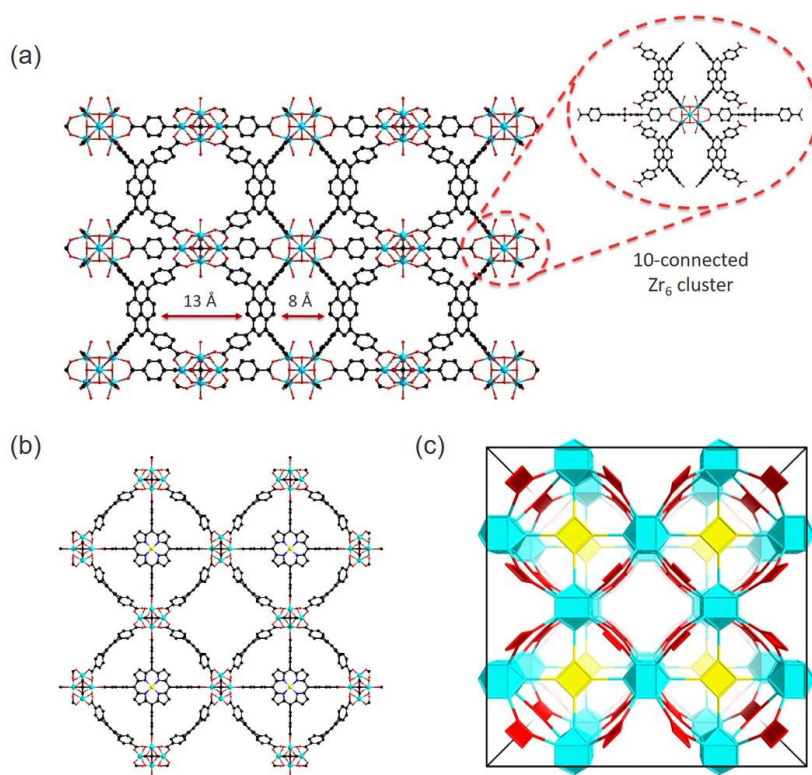 (a)
13 Å
8 Å
10-connected
Zr₆ cluster
(b)
(c)